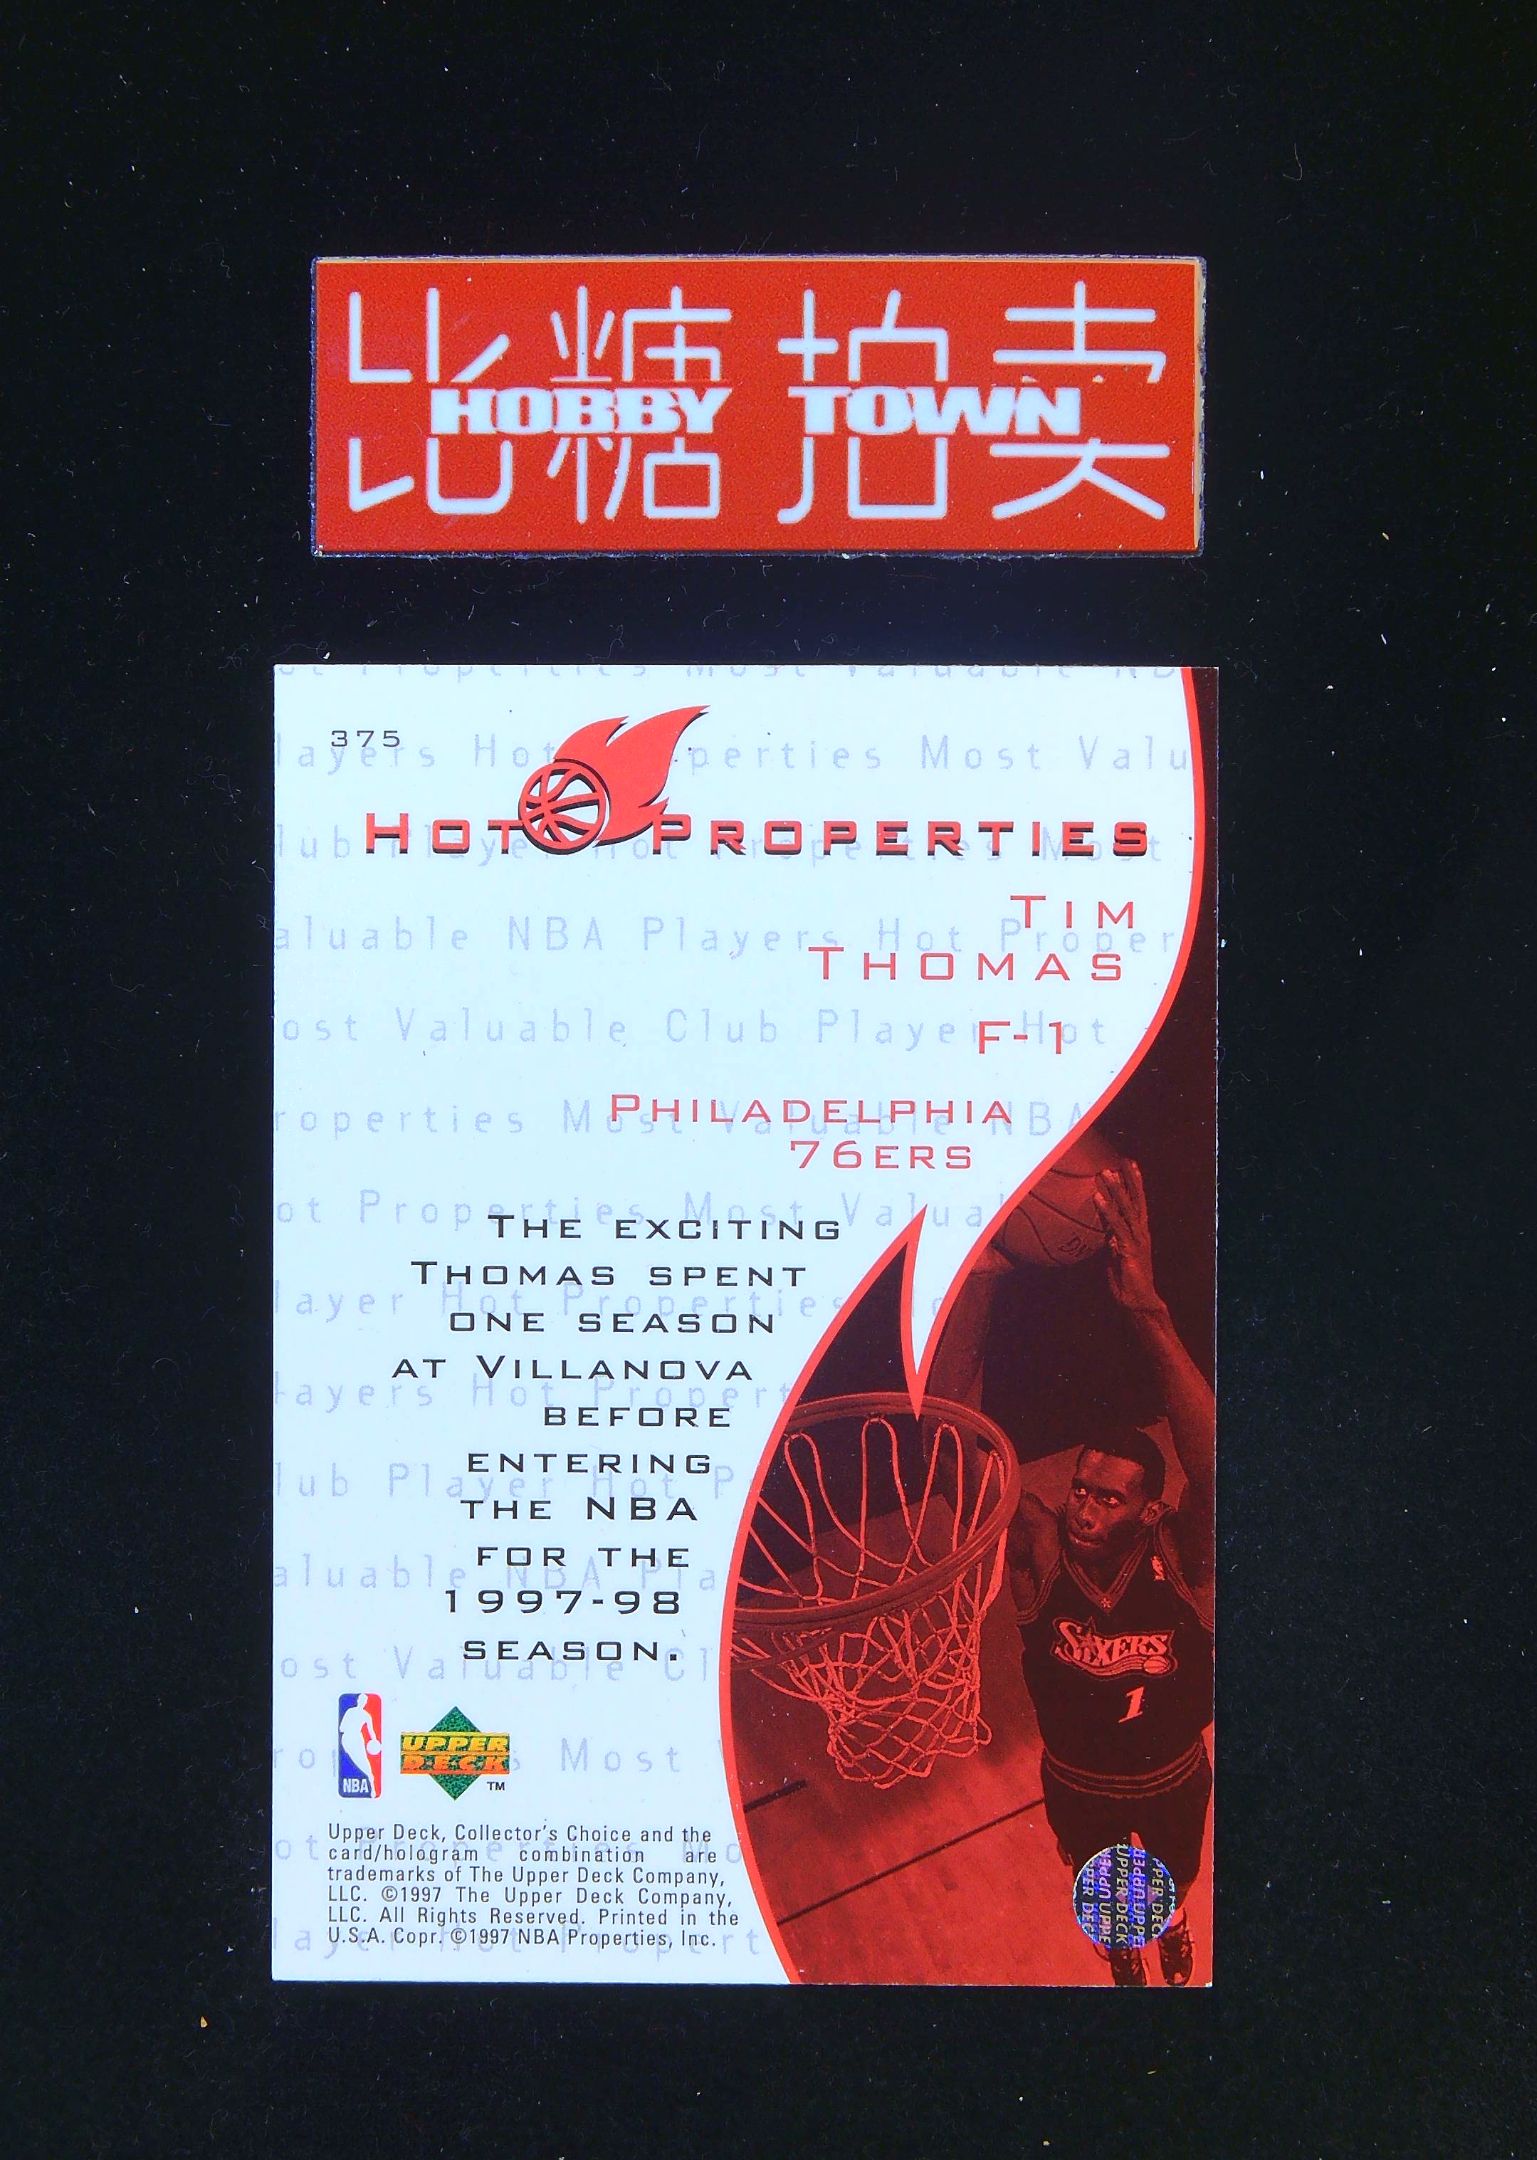 比糖拍卖
HOBBY TOWN
375
HOT PROPERTIES
TIM
THOMAS
F-1
PHILADELPHIA
76ERS
THE EXCITING
THOMAS SPENT
ONE SEASON
AT VILLANOVA
BEFORE
ENTERING
THE NBA
FOR THE
1997-98
SEASON.
SIXERS
1
NBA
UPPER
DECK
TM
Upper Deck, Collector's Choice and the
card/hologram combination are
trademarks of The Upper Deck Company,
LLC. ©1997 The Upper Deck Company,
LLC. All Rights Reserved. Printed in the
U.S.A. Copr. ©1997 NBA Properties, Inc.